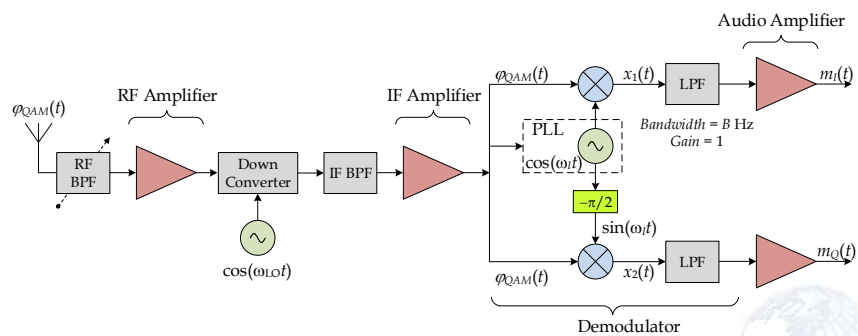 Audio Amplifier
φQAM(t)
x1(t)
mI(t)
LPF
RF Amplifier
IF Amplifier
φQAM(t)
PLL
Bandwidth = B Hz
Gain = 1
cos(ωIt)
RF
BPF
Down
Converter
IF BPF
−π/2
sin(ωIt)
cos(ωLOt)
φQAM(t)
x2(t)
LPF
mQ(t)
Demodulator